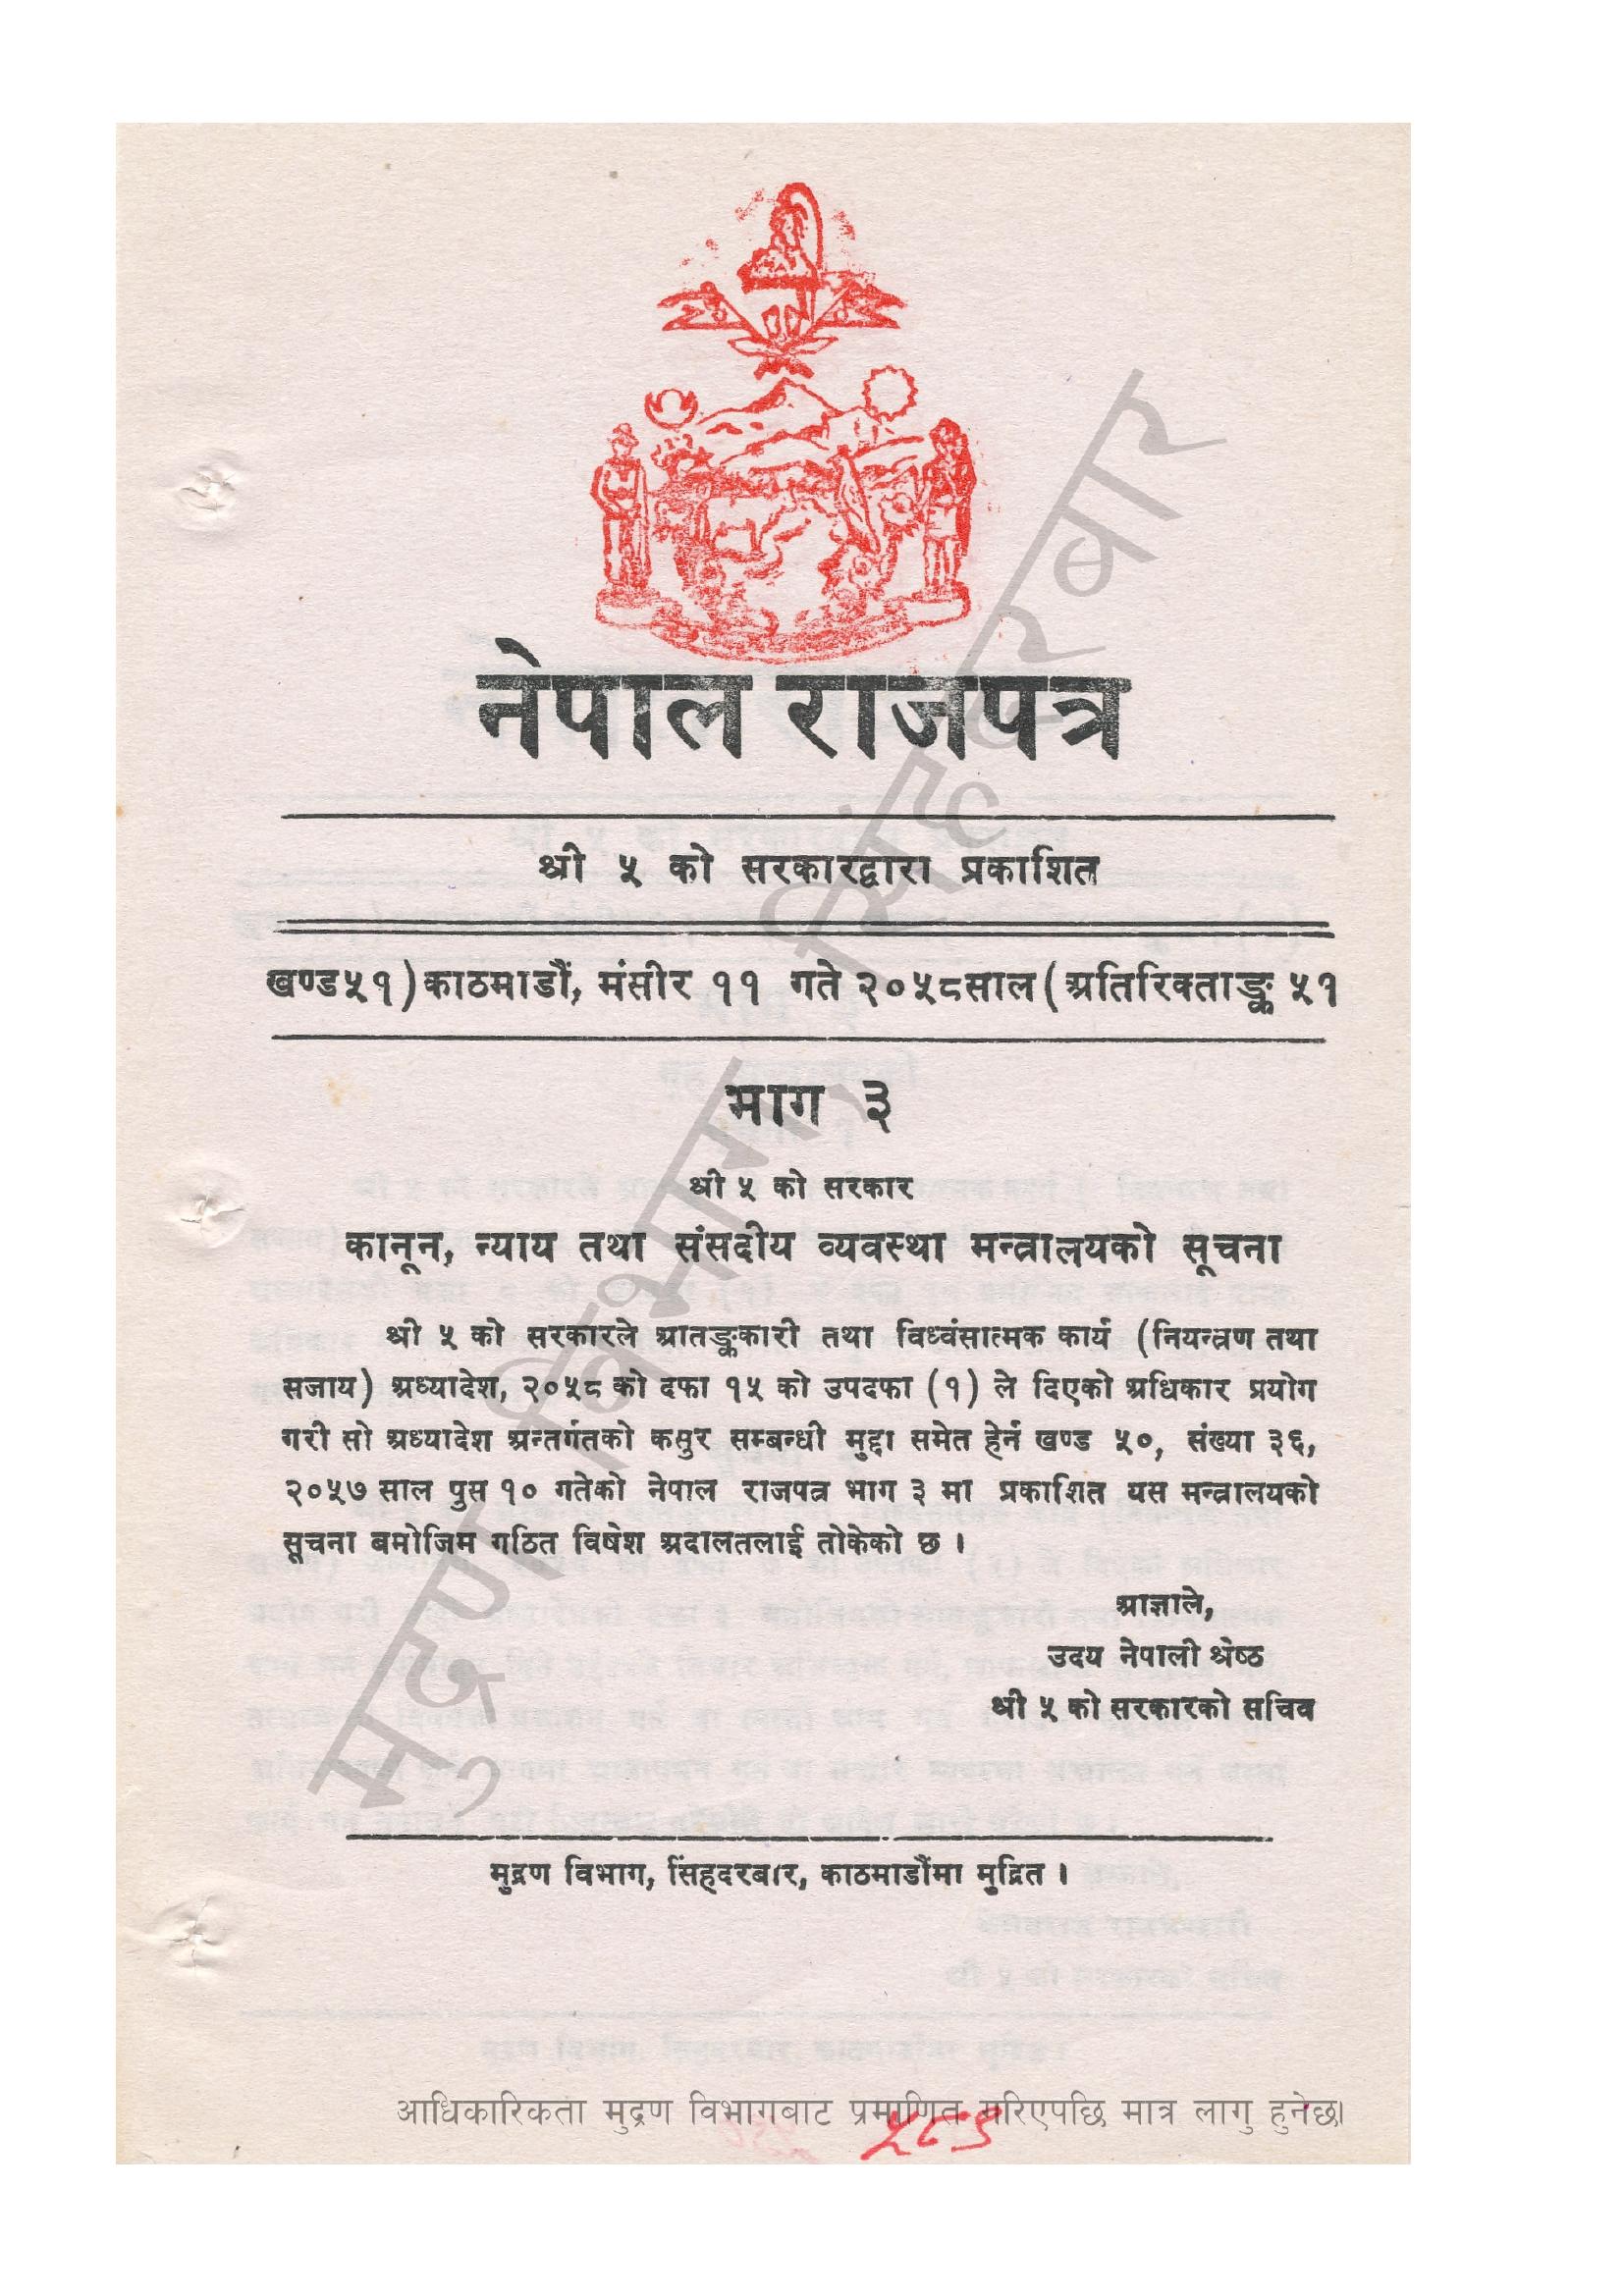 नेपाल राजपत्र
श्री ५ को सरकारद्वारा प्रकाशित
खण्ड५१) काठमाडौं, मंसीर ११ गते २०५८साल (अतिरिक्ताङ्क ५१
भाग ३
श्री ५ को सरकार
कानून, न्याय तथा संसदीय व्यवस्था मन्त्रालयको सूचना
श्री ५ को सरकारले आतङ्ककारी तथा विध्वंसात्मक कार्य (नियन्त्रण तथा
सजाय) अध्यादेश, २०५८ को दफा १५ को उपदफा (१) ले दिएको अधिकार प्रयोग
गरी सो अध्यादेश अन्तर्गतको कसुर सम्बन्धी मुद्दा समेत हेर्न खण्ड ५०, संख्या ३६,
२०५७ साल पुस १० गतेको नेपाल राजपत्र भाग ३ मा प्रकाशित यस मन्त्रालयको
सूचना बमोजिम गठित विषेश अदालतलाई तोकेको छ ।
आज्ञाले,
उदय नेपाली श्रेष्ठ
श्री ५ को सरकारको सचिव
मुद्रण विभाग, सिंहदरबार, काठमाडौंमा मुद्रित ।
मुद्रण विभाग, सिंहदरबार
आधिकारिकता मुद्रण विभागबाट प्रमाणित गरिएपछि मात्र लागु हुनेछ।
५८९